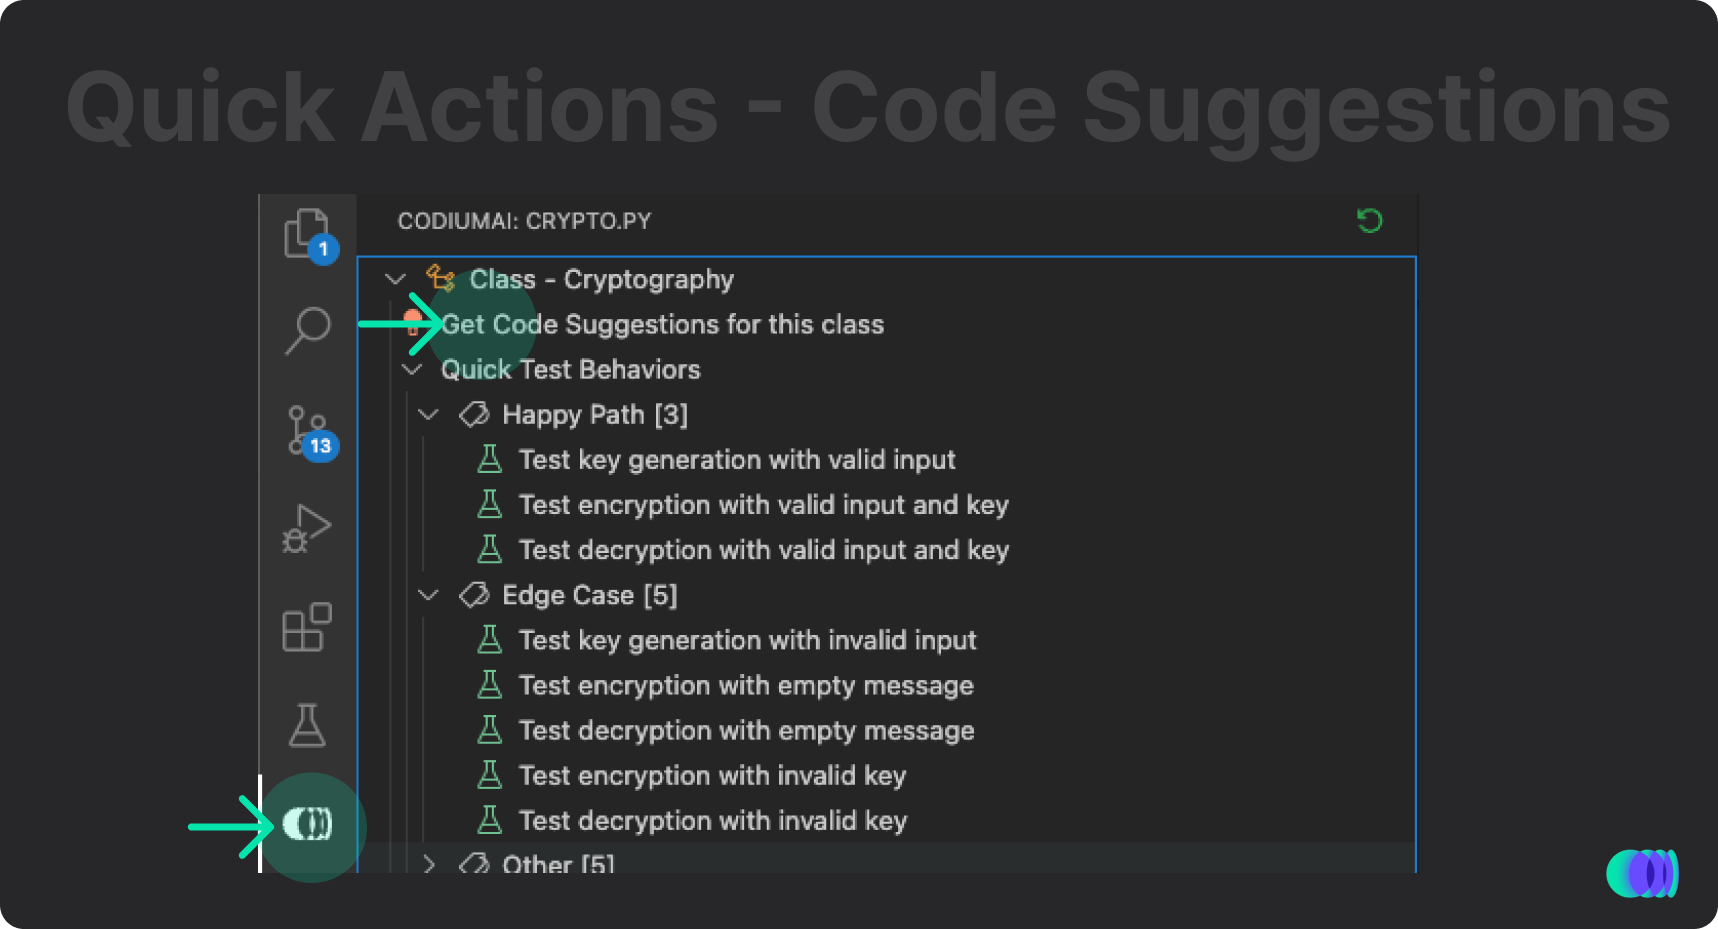 Quick Actions - Code Suggestions
CODIUMAI: CRYPTO.PY
1
Class - Cryptography
Get Code Suggestions for this class
Quick Test Behaviors
Happy Path [3]
13
Test key generation with valid input
Test encryption with valid input and key
Test decryption with valid input and key
Edge Case [5]
Test key generation with invalid input
Test encryption with empty message
Test decryption with empty message
Test encryption with invalid key
Test decryption with invalid key
Other [5]